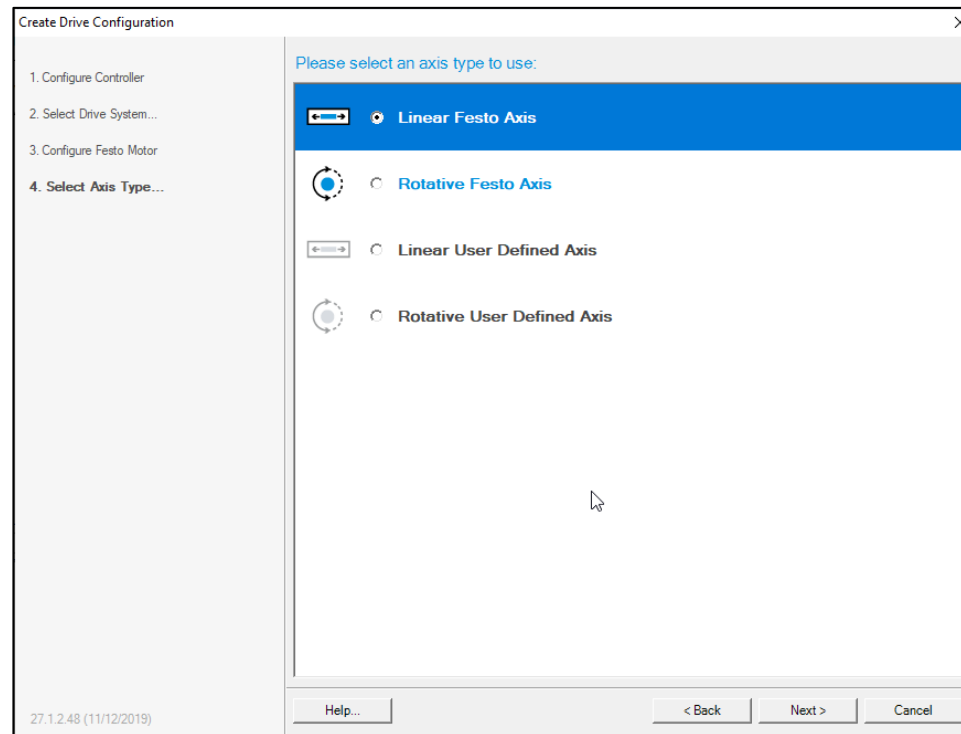 Create Drive Configuration
1. Configure Controller
2. Select Drive System...
3. Configure Festo Motor
4. Select Axis Type...
Please select an axis type to use:
Linear Festo Axis
Rotative Festo Axis
Linear User Defined Axis
Rotative User Defined Axis
27.1.2.48 (11/12/2019)
Help...
< Back
Next >
Cancel